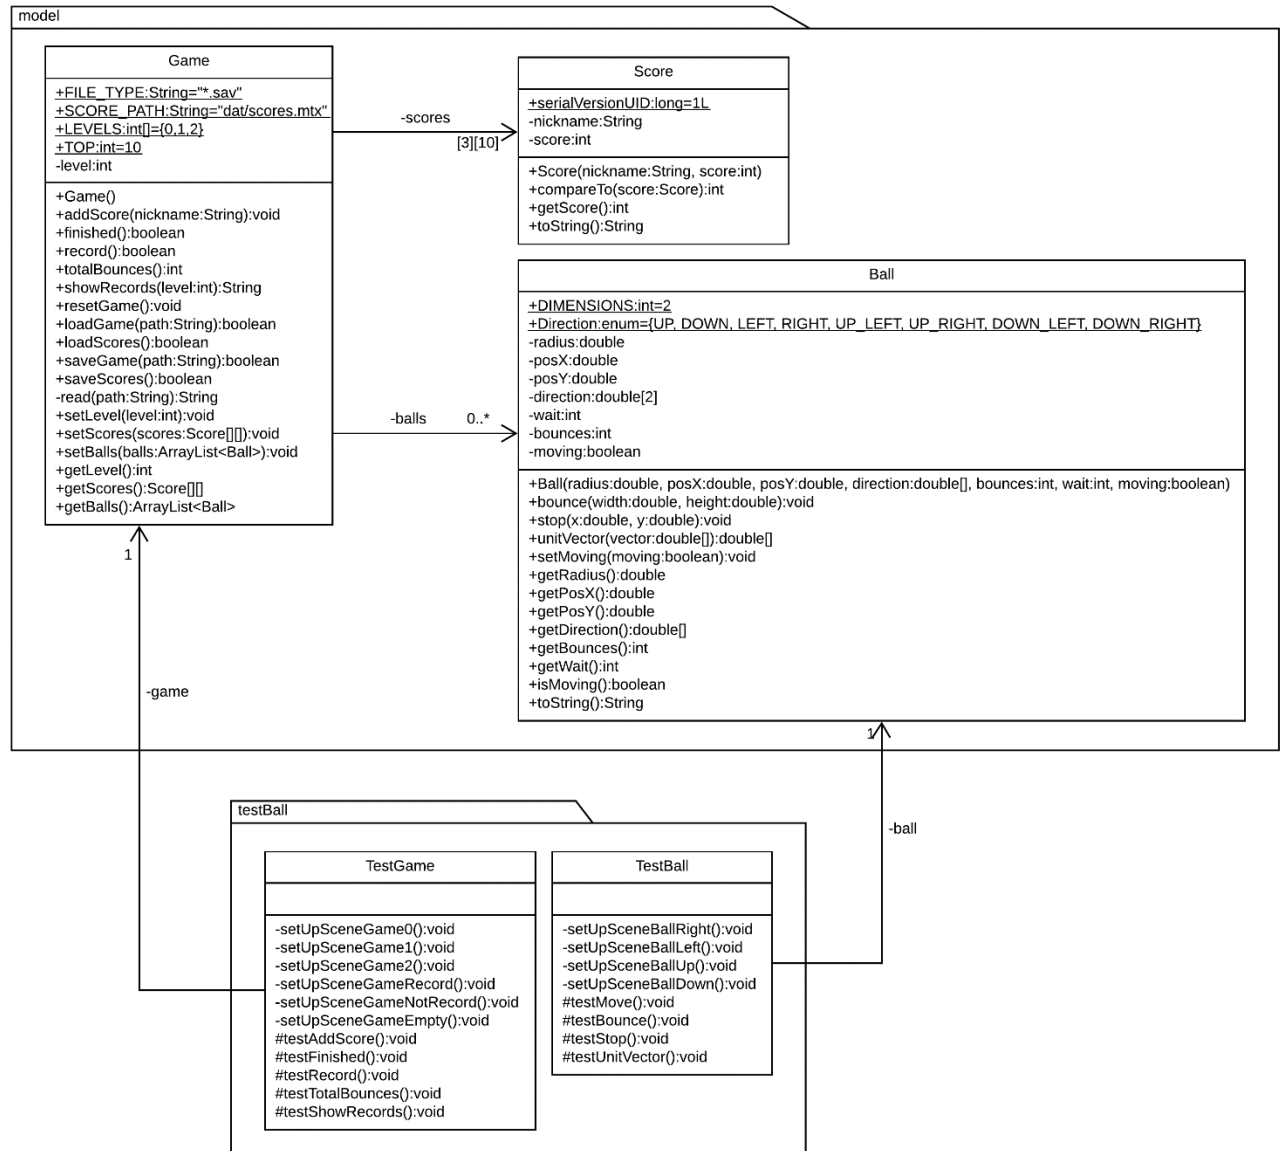 model
Game
+FILE_TYPE:String="*.sav"
+SCORE_PATH:String="dat/scores.mtx"
+LEVELS:int[]={0,1,2}
+TOP:int=10
-level:int
+Game()
+addScore(nickname:String):void
+finished():boolean
+record():boolean
+totalBounces():int
+showRecords(level:int):String
+resetGame():void
+loadGame(path:String):boolean
+loadScores():boolean
+saveGame(path:String):boolean
+saveScores():boolean
-read(path:String):String
+setLevel(level:int):void
+setScores(scores:Score[][]):void
+setBalls(balls:ArrayList<Ball>):void
+getLevel():int
+getScores():Score[][]
+getBalls():ArrayList<Ball>
-scores
[3][10]
Score
+serialVersionUID:long=1L
-nickname:String
-score:int
+Score(nickname:String, score:int)
+compareTo(score:Score):int
+getScore():int
+toString():String
-balls 0..*
Ball
+DIMENSIONS:int=2
+Direction:enum={UP, DOWN, LEFT, RIGHT, UP_LEFT, UP_RIGHT, DOWN_LEFT, DOWN_RIGHT}
-radius:double
-posX:double
-posY:double
-direction:double[2]
-wait:int
-bounces:int
-moving:boolean
+Ball(radius:double, posX:double, posY:double, direction:double[], bounces:int, wait:int, moving:boolean)
+bounce(width:double, height:double):void
+stop(x:double, y:double):void
+unitVector(vector:double[]):double[]
+setMoving(moving:boolean):void
+getRadius():double
+getPosX():double
+getPosY():double
+getDirection():double[]
+getBounces():int
+getWait():int
+isMoving():boolean
+toString():String
1
-game
1
-ball
testBall
TestGame
-setUpSceneGame0():void
-setUpSceneGame1():void
-setUpSceneGame2():void
-setUpSceneGameRecord():void
-setUpSceneGameNotRecord():void
-setUpSceneGameEmpty():void
#testAddScore():void
#testFinished():void
#testRecord():void
#testTotalBounces():void
#testShowRecords():void
TestBall
-setUpSceneBallRight():void
-setUpSceneBallLeft():void
-setUpSceneBallUp():void
-setUpSceneBallDown():void
#testMove():void
#testBounce():void
#testStop():void
#testUnitVector():void